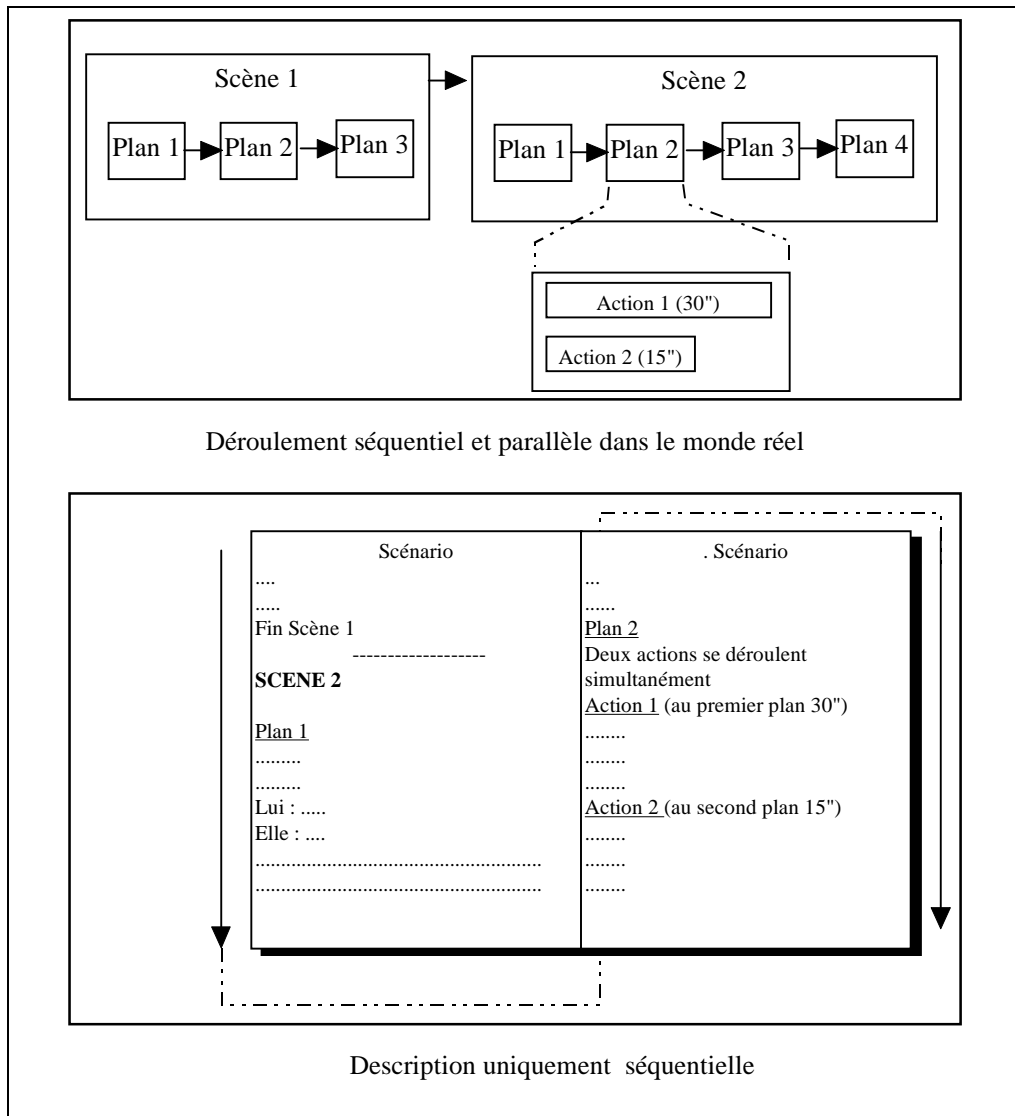 Scène 1
Scène 2
Plan 1
Plan 2
Plan 3
Plan 1
Plan 2
Plan 3
Plan 4
Action 1 (30")
Action 2 (15")
Déroulement séquentiel et parallèle dans le monde réel
Scénario
....
.....
Fin Scène 1
-------------------
SCENE 2
Plan 1
.........
.........
Lui : .....
Elle : ....
.......................................................
.......................................................
. Scénario
...
......
Plan 2
Deux actions se déroulent
simultanément
Action 1 (au premier plan 30")
........
........
........
Action 2 (au second plan 15")
........
........
........
Description uniquement séquentielle